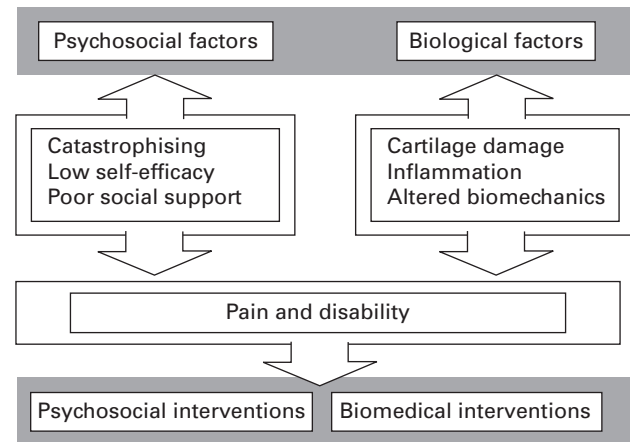 Psychosocial factors
Biological factors
Catastrophising
Low self-efficacy
Poor social support
Cartilage damage
Inflammation
Altered biomechanics
Pain and disability
Psychosocial interventions
Biomedical interventions